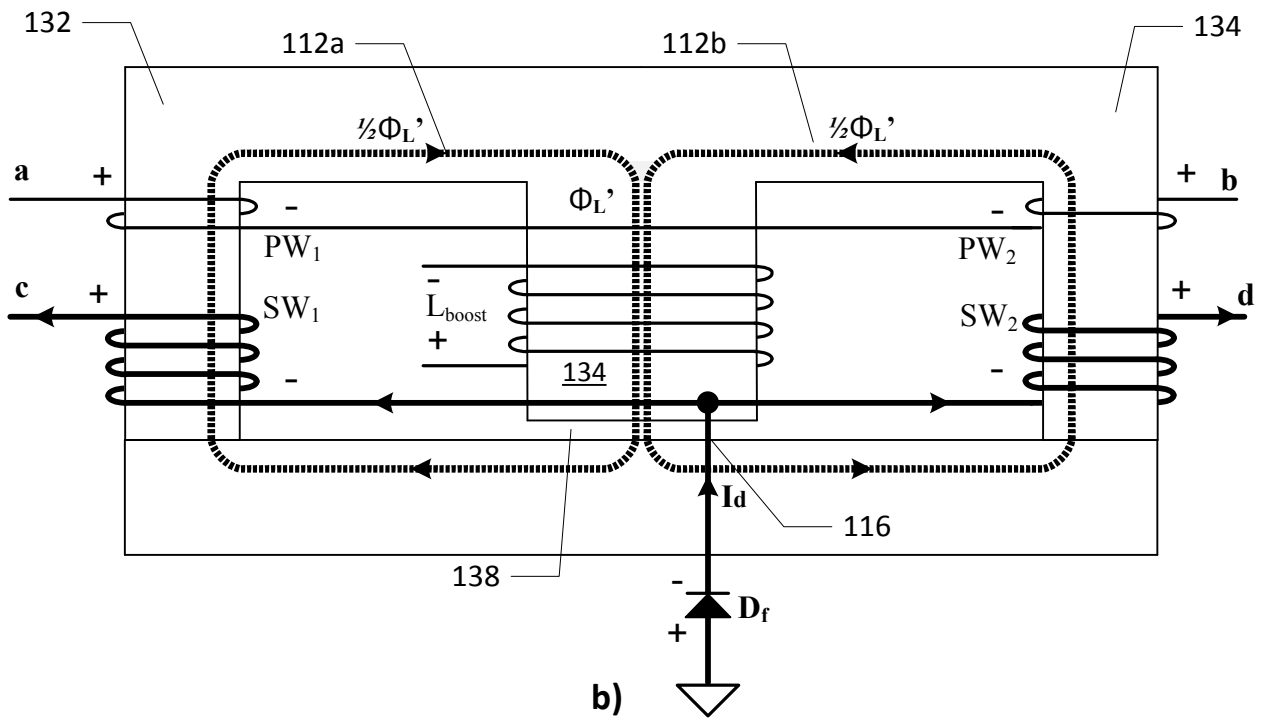 132
112a
112b
134
½ΦL’
½ΦL’
a
+
+
b
-
ΦL’
-
PW1
PW2
c
+
-
+
d
SW1
Lboost
SW2
+
-
134
-
Id
116
138
-
Df
+
b)